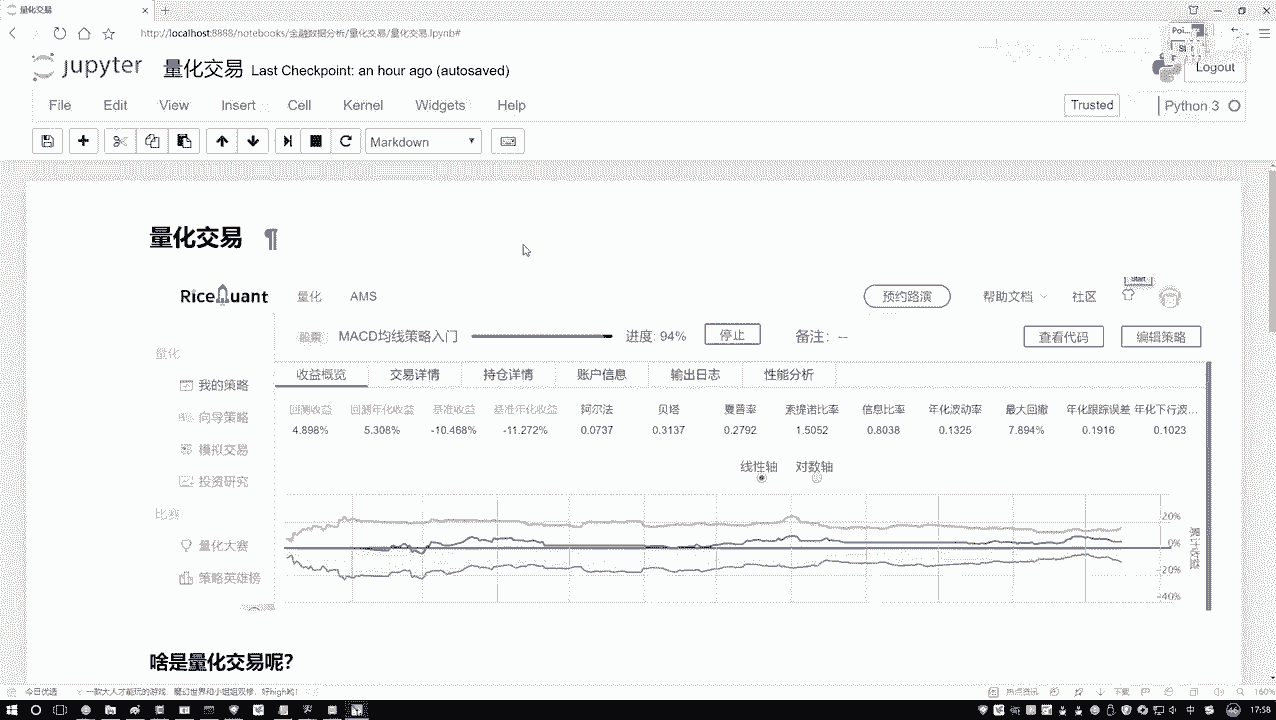 量化交易
http://localhost:8888/notebooks/金融数据分析/量化交易/量化交易.ipynb#
jupyter 量化交易 Last Checkpoint: an hour ago (autosaved)
Logout
File Edit View Insert Cell Kernel Widgets Help
Trusted
Python 3
Markdown
量化交易 ¶
RiceQuant 量化 AMS 预约路演 帮助文档 社区
股票 MACD均线策略入门 进度: 94% 停止 备注: -- 查看代码 编辑策略
量化
我的策略
向导策略
模拟交易
投资研究
比赛
量化大赛
策略英雄榜
收益概览 交易详情 持仓详情 账户信息 输出日志 性能分析
回测收益 回测年化收益 基准收益 基准年化收益 阿尔法 贝塔 夏普率 索提诺比率 信息比率 年化波动率 最大回撤 年化跟踪误差 年化下行波...
4.898% 5.308% -10.468% -11.272% 0.0737 0.3137 0.2792 1.5052 0.8038 0.1325 7.894% 0.1916 0.1023
线性轴 对数轴
20%
0%
-20%
-40%
累计收益
啥是量化交易呢?
今日优选 一款大人才能玩的游戏，魔幻世界和小姐姐双修，好high啦！
热点资讯 下载 160%
中 17:58